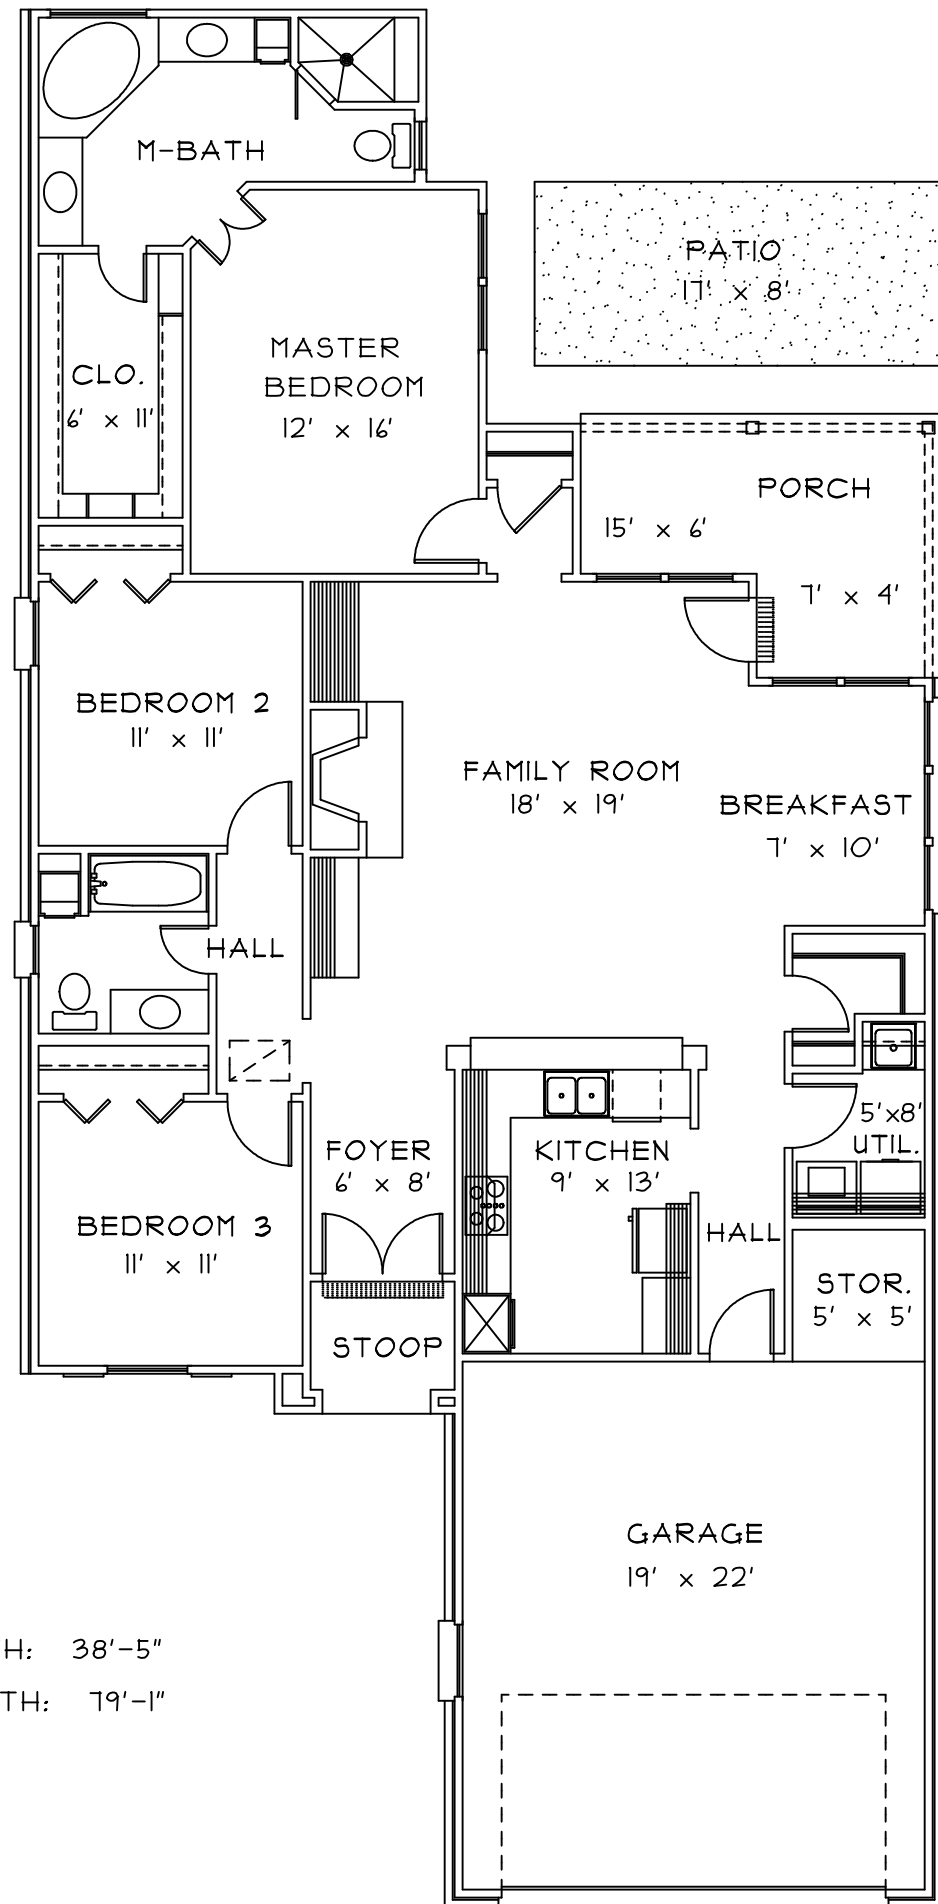 M-BATH
PATIO
17' x 8'
MASTER
BEDROOM
12' x 16'
CLO.
6' x 11'
PORCH
15' x 6'
7' x 4'
BEDROOM 2
11' x 11'
FAMILY ROOM
18' x 19'
BREAKFAST
7' x 10'
HALL
5'x8'
UTIL.
FOYER
6' x 8'
KITCHEN
9' x 13'
BEDROOM 3
11' x 11'
HALL
STOR.
5' x 5'
STOOP
GARAGE
19' x 22'
H: 38'-5"
TH: 79'-1"